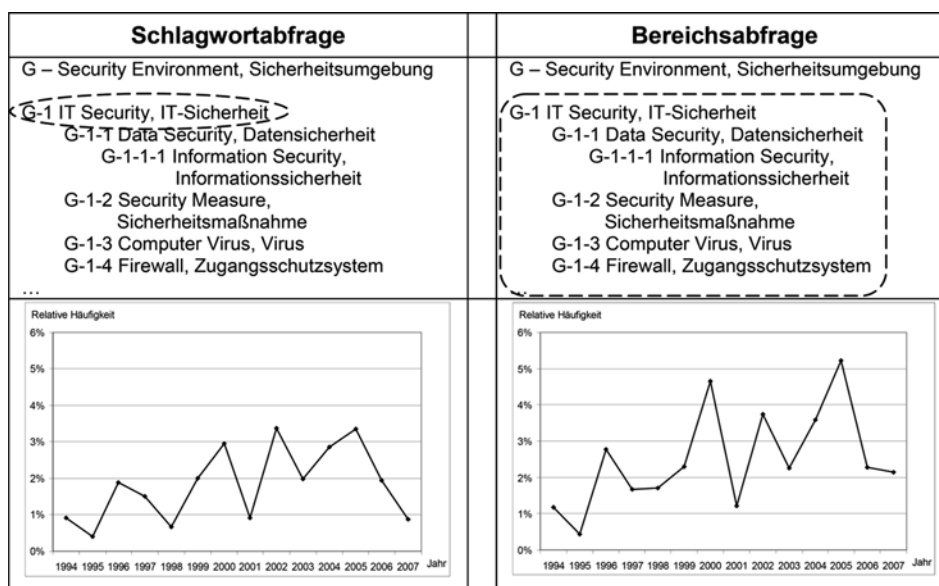 Schlagwortabfrage
G – Security Environment, Sicherheitsumgebung
G-1 IT Security, IT-Sicherheit
G-1-1 Data Security, Datensicherheit
G-1-1-1 Information Security,
Informationssicherheit
G-1-2 Security Measure,
Sicherheitsmaßnahme
G-1-3 Computer Virus, Virus
G-1-4 Firewall, Zugangsschutzsystem
...
Bereichsabfrage
G – Security Environment, Sicherheitsumgebung
G-1 IT Security, IT-Sicherheit
G-1-1 Data Security, Datensicherheit
G-1-1-1 Information Security,
Informationssicherheit
G-1-2 Security Measure,
Sicherheitsmaßnahme
G-1-3 Computer Virus, Virus
G-1-4 Firewall, Zugangsschutzsystem
...
Relative Häufigkeit
6%
5%
4%
3%
2%
1%
0%
1994 1995 1996 1997 1998 1999 2000 2001 2002 2003 2004 2005 2006 2007 Jahr
Relative Häufigkeit
6%
5%
4%
3%
2%
1%
0%
1994 1995 1996 1997 1998 1999 2000 2001 2002 2003 2004 2005 2006 2007 Jahr